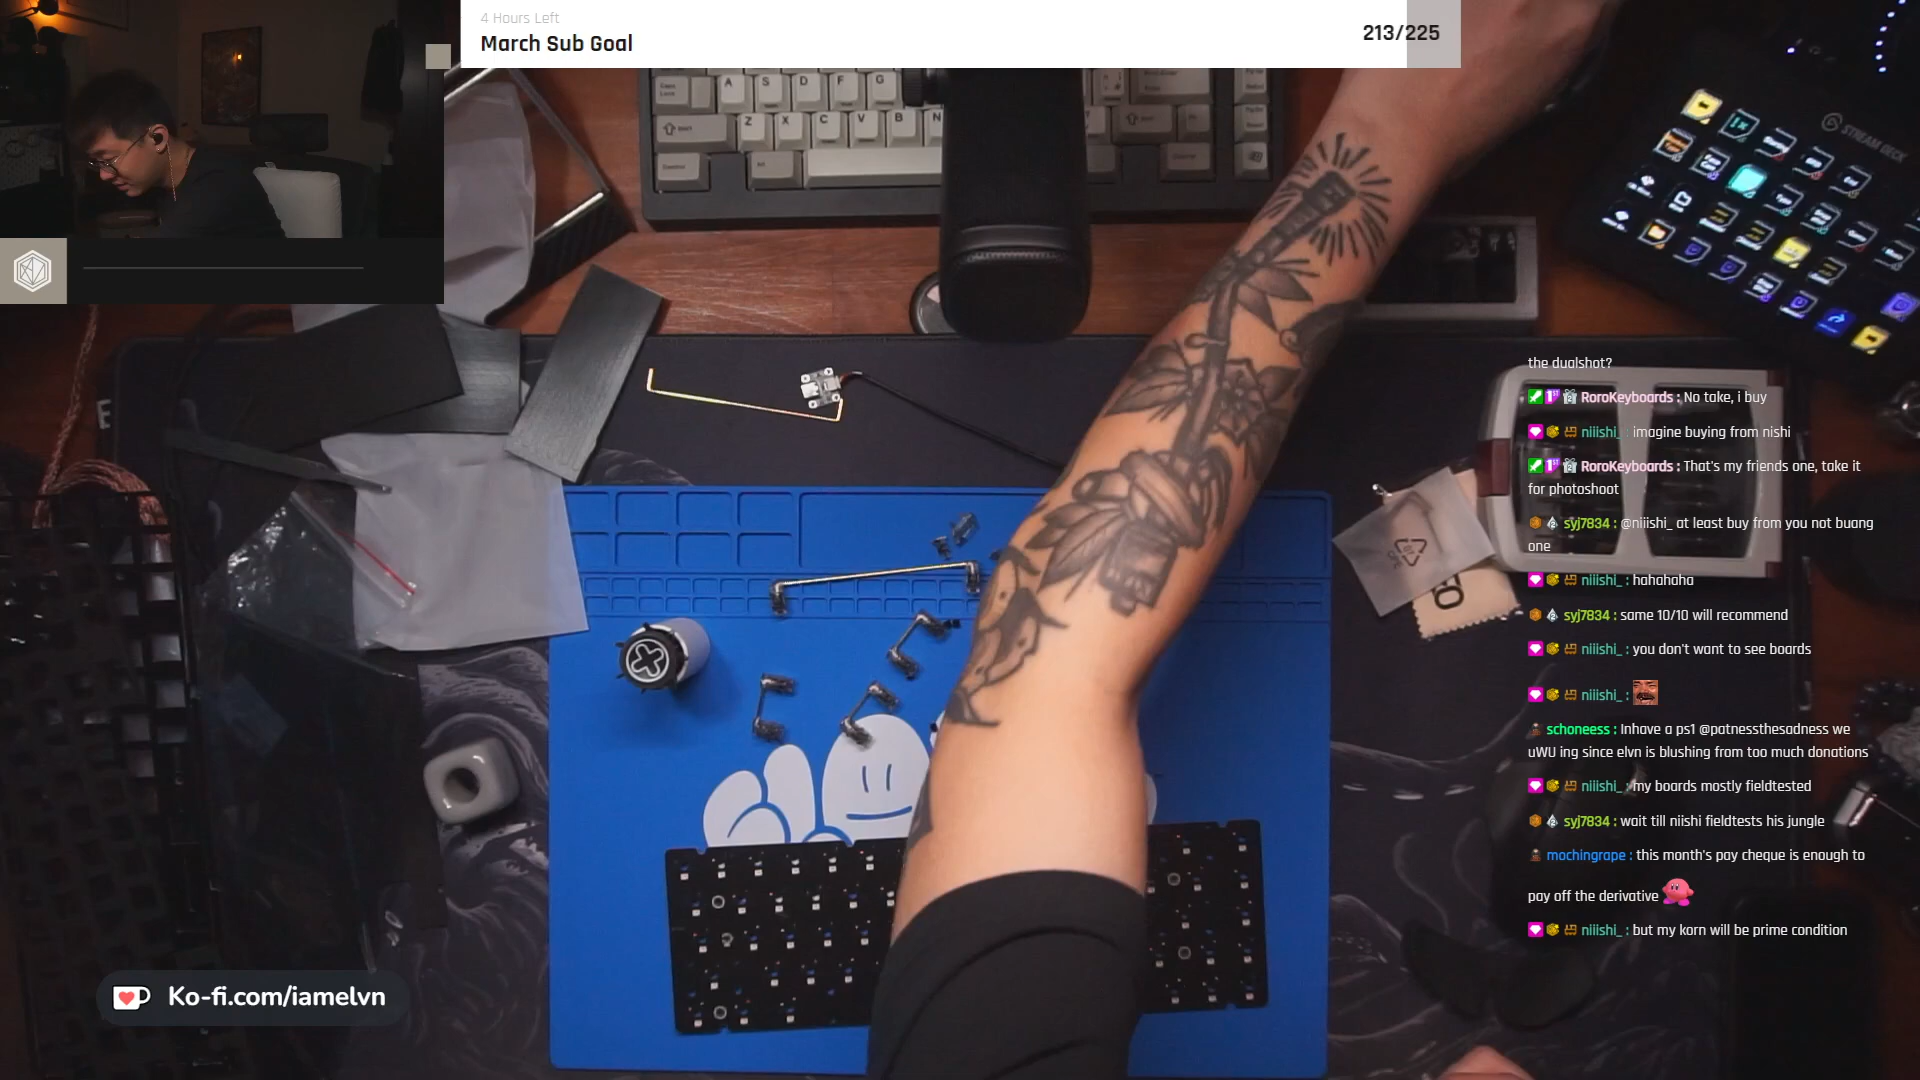 4 Hours Left
March Sub Goal
213/225
A S D F G
Z X C V B N
STREAM DECK
the dualshot?
RoroKeyboards : No take, i buy
niiishi_ : imagine buying from nishi
RoroKeyboards : That's my friends one, take it
for photoshoot
syj7834 : @niiishi_ at least buy from you not buang
one
niiishi_ : hahahaha
syj7834 : same 10/10 will recommend
niiishi_ : you don't want to see boards
niiishi_ :
schoneess : Inhave a ps1 @patnessthesadness we
uWU ing since elvn is blushing from too much donations
niiishi_ : my boards mostly fieldtested
syj7834 : wait till niishi fieldtests his jungle
mochingrape : this month's pay cheque is enough to
pay off the derivative
niiishi_ : but my korn will be prime condition
Ko-fi.com/iamelvn